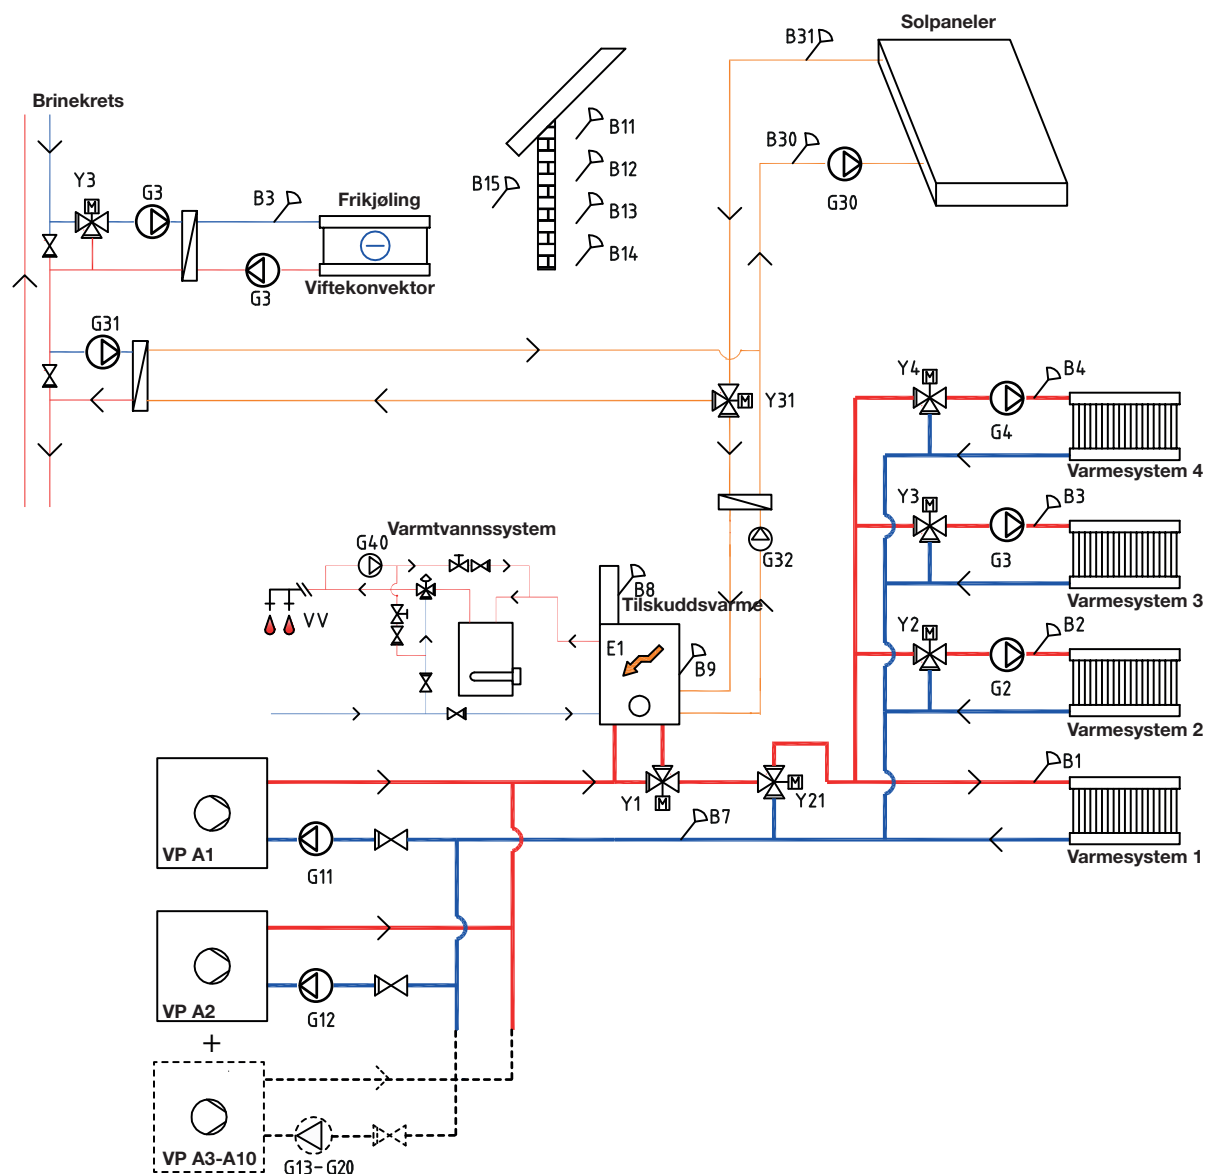 Solpaneler
B31
Brinekrets
B11
B30
Y3
G3
B3
Frikjøling
B15
B12
G30
B13
B14
G3
Viftekonvektor
G31
Y4
B4
Y31
G4
Varmesystem 4
Y3
B3
Varmtvannssystem
G40
G32
G3
B8
Tilskuddsvarme
Varmesystem 3
VV
Y2
B2
E1
B9
G2
Varmesystem 2
B1
Y1
Y21
B7
VP A1
G11
Varmesystem 1
VP A2
G12
+
VP A3-A10
G13-G20
M
M
M
M
M
M
M